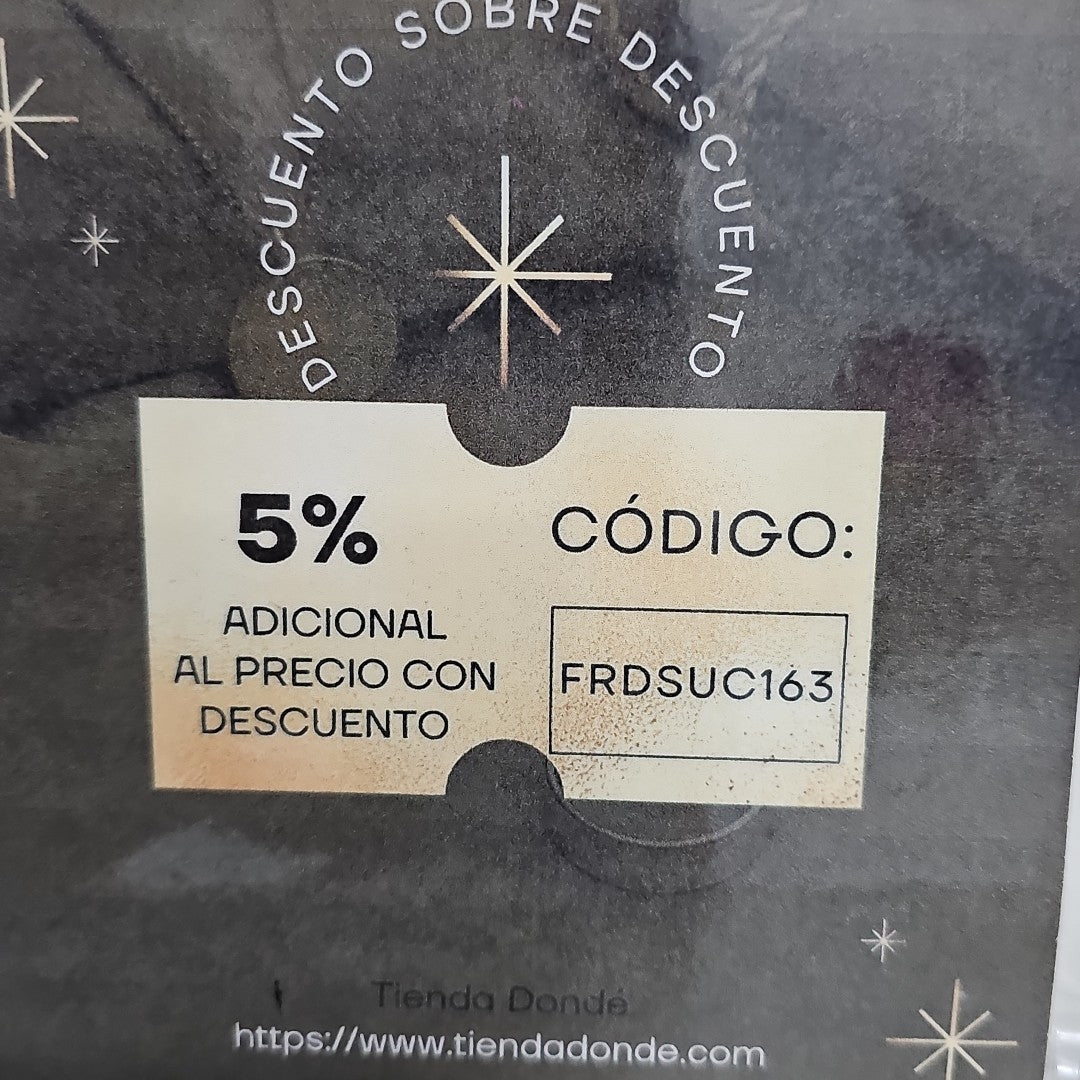 DESCUENTO SOBRE DESCUENTO
5%
ADICIONAL
AL PRECIO CON
DESCUENTO
CÓDIGO:
FRDSUC163
Tienda Dondé
https://www.tiendadonde.com